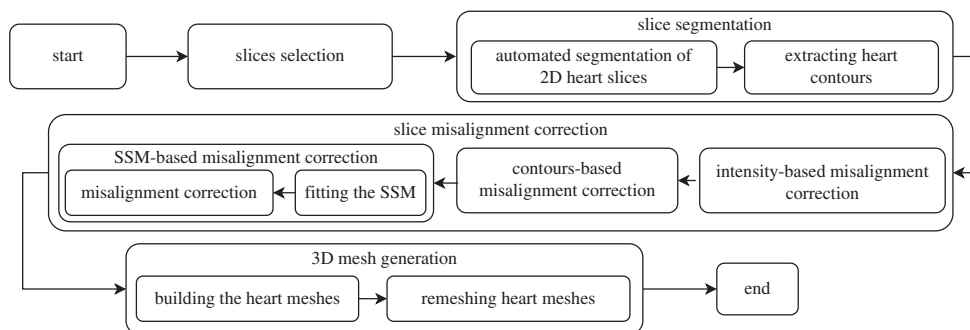 start
slices selection
slice segmentation
automated segmentation of
2D heart slices
extracting heart
contours
slice misalignment correction
intensity-based misalignment
correction
contours-based
misalignment correction
SSM-based misalignment correction
fitting the SSM
misalignment correction
3D mesh generation
building the heart meshes
remeshing heart meshes
end